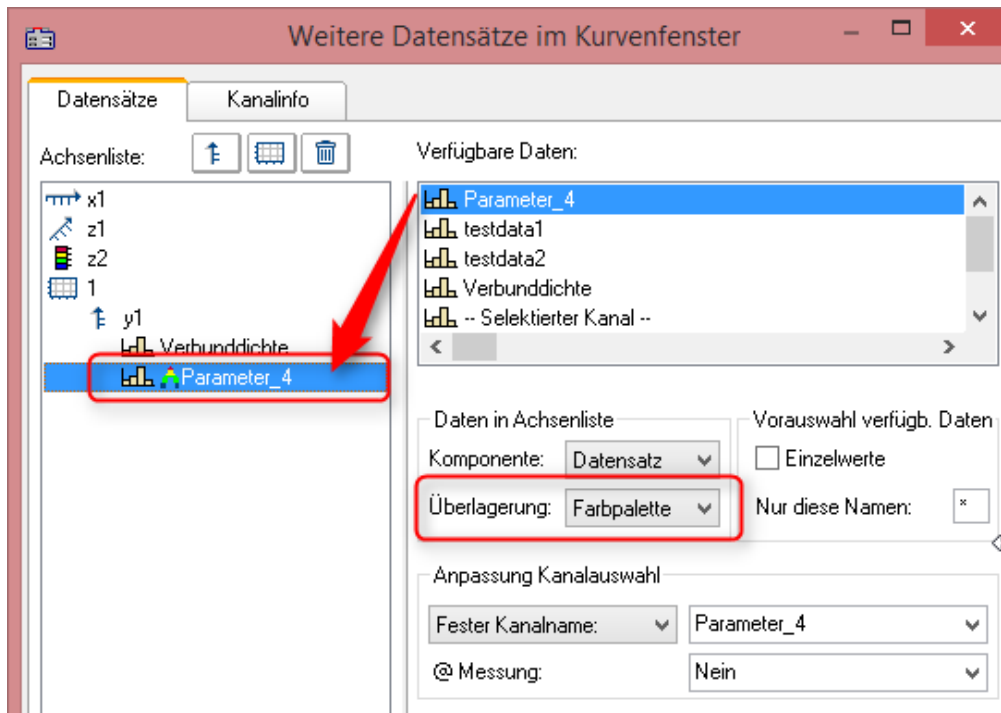 Weitere Datensätze im Kurvenfenster
Datensätze
Kanalinfo
Achsenliste:
x1
z1
z2
1
y1
Verbunddichte
Parameter_4
Verfügbare Daten:
Parameter_4
testdata1
testdata2
Verbunddichte
-- Selektierter Kanal --
Daten in Achsenliste
Komponente: Datensatz
Überlagerung: Farbpalette
Vorauswahl verfügb. Daten
Einzelwerte
Nur diese Namen: *
Anpassung Kanalauswahl
Fester Kanalname: Parameter_4
@ Messung: Nein